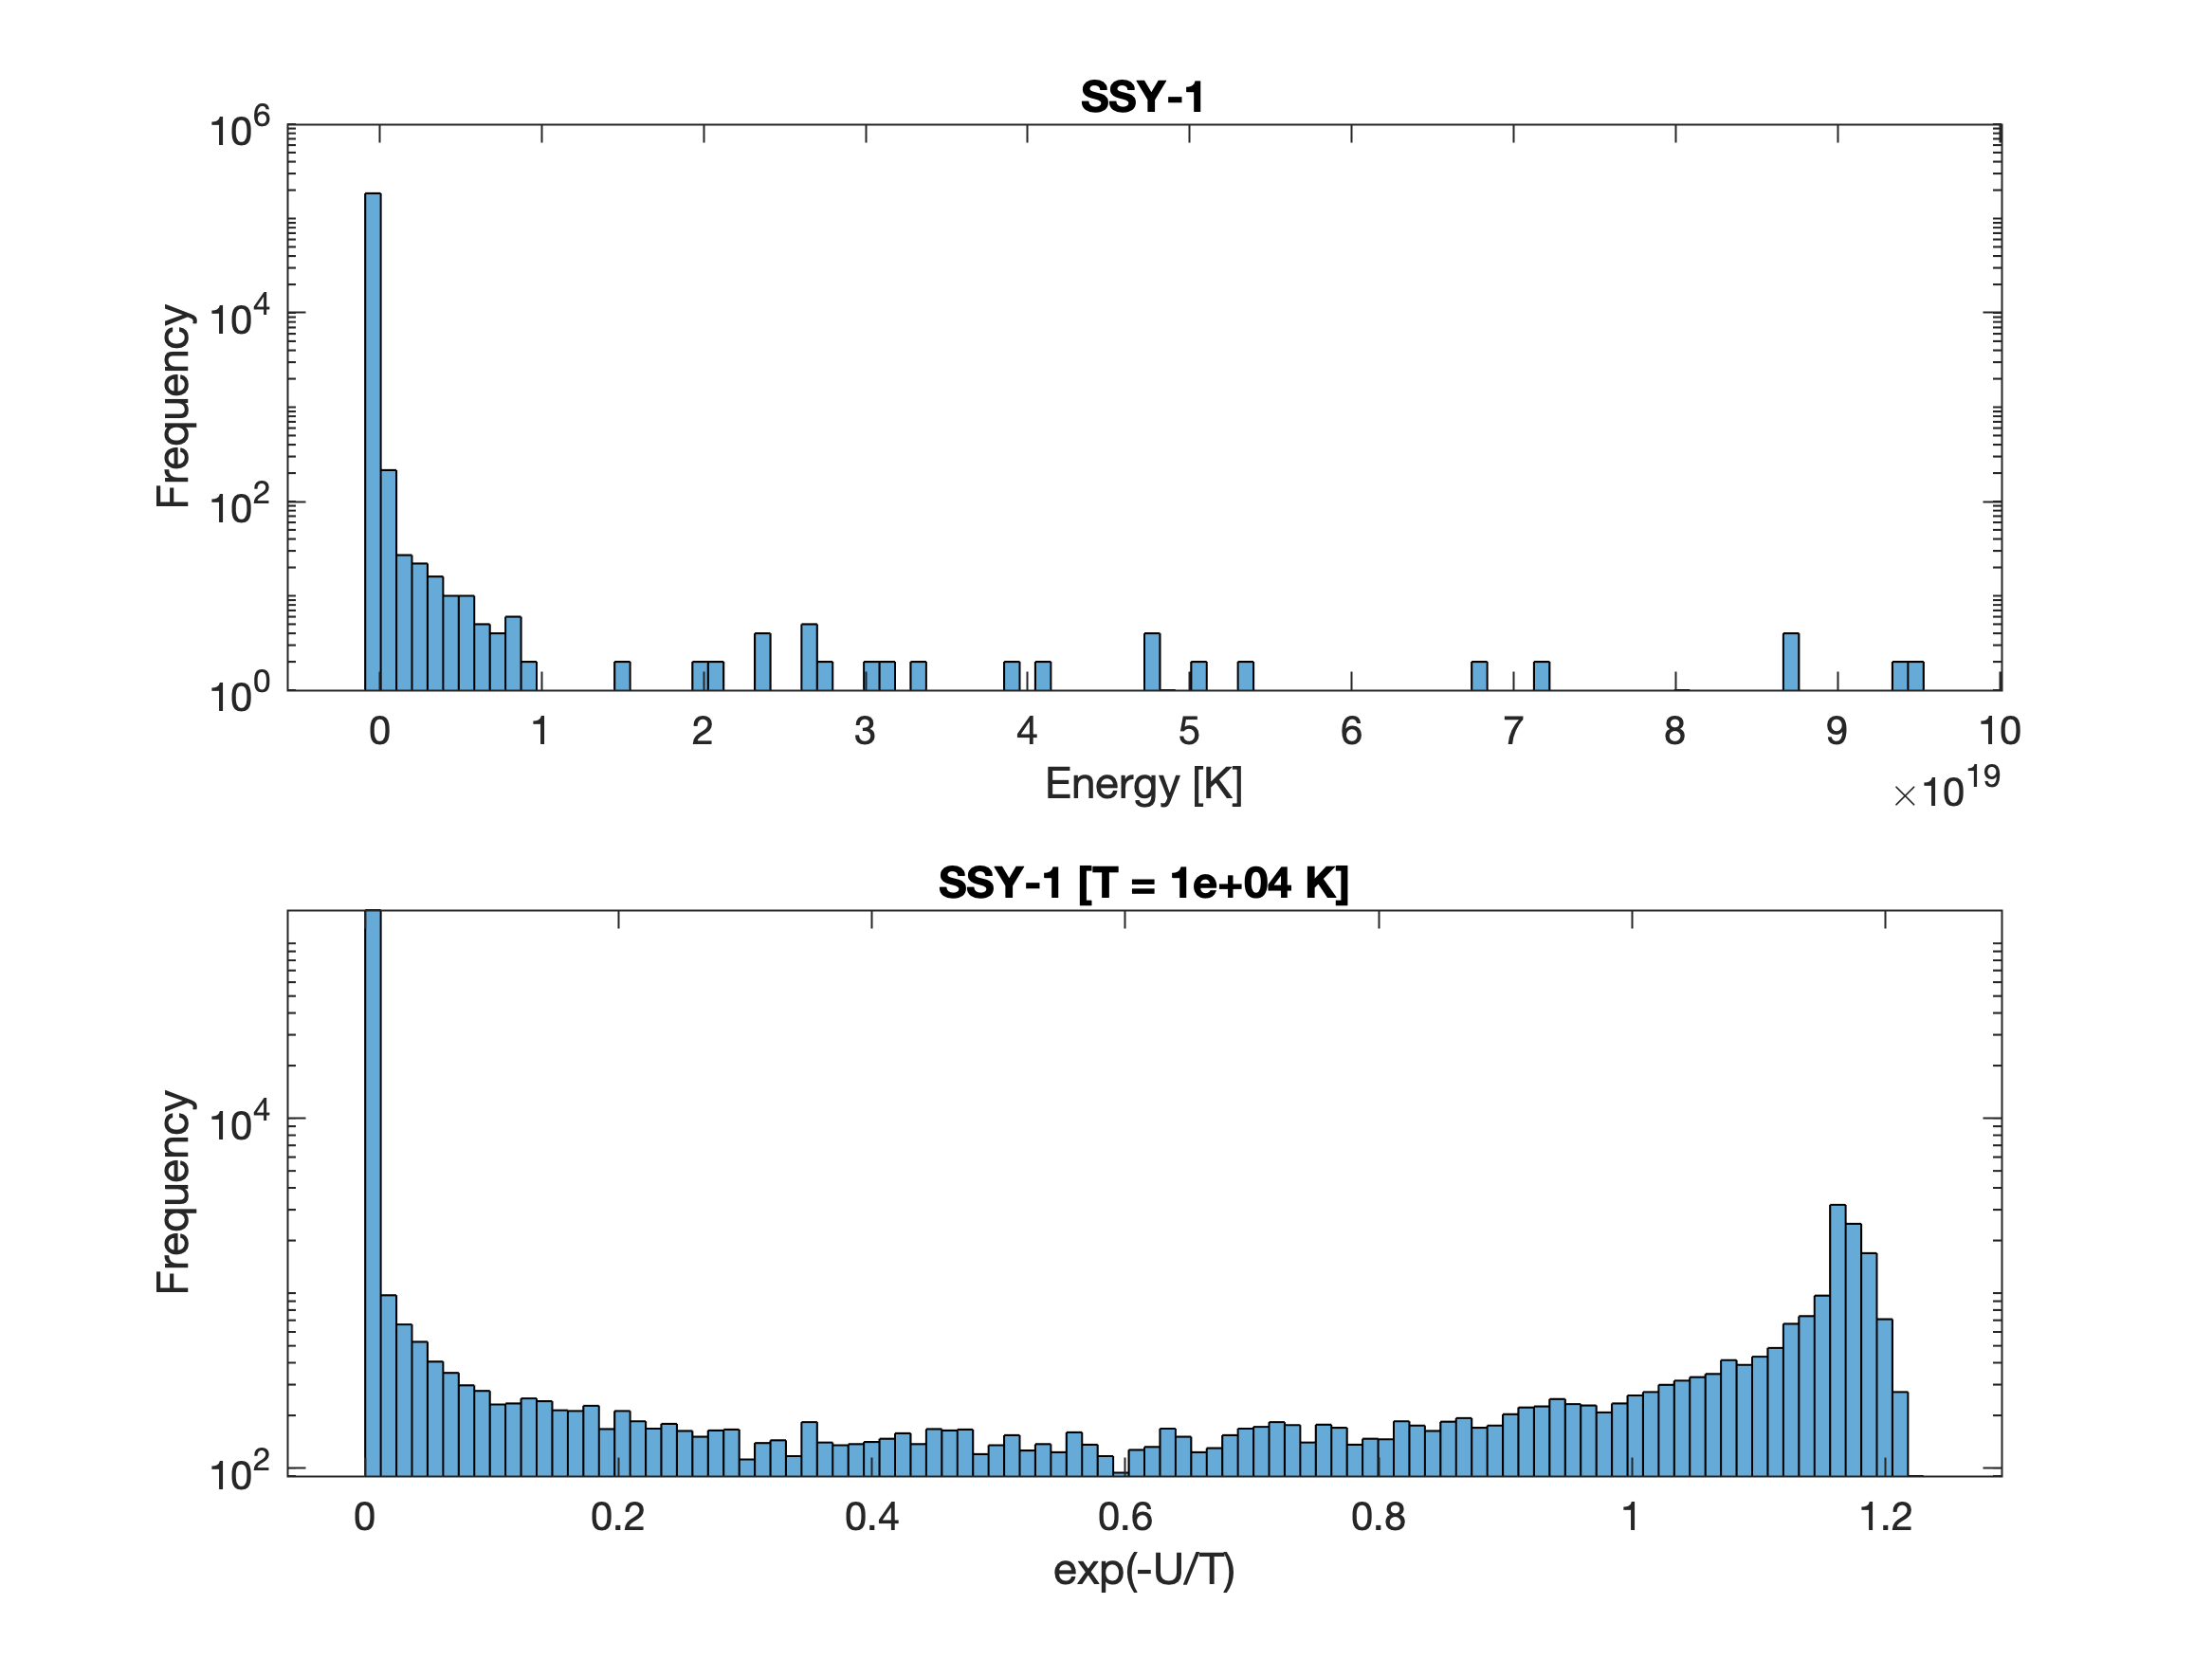 SSY-1
10^6
10^4
10^2
10^0
Frequency
0 1 2 3 4 5 6 7 8 9 10
Energy [K]
×10^19
SSY-1 [T = 1e+04 K]
10^4
10^2
Frequency
0 0.2 0.4 0.6 0.8 1 1.2
exp(-U/T)